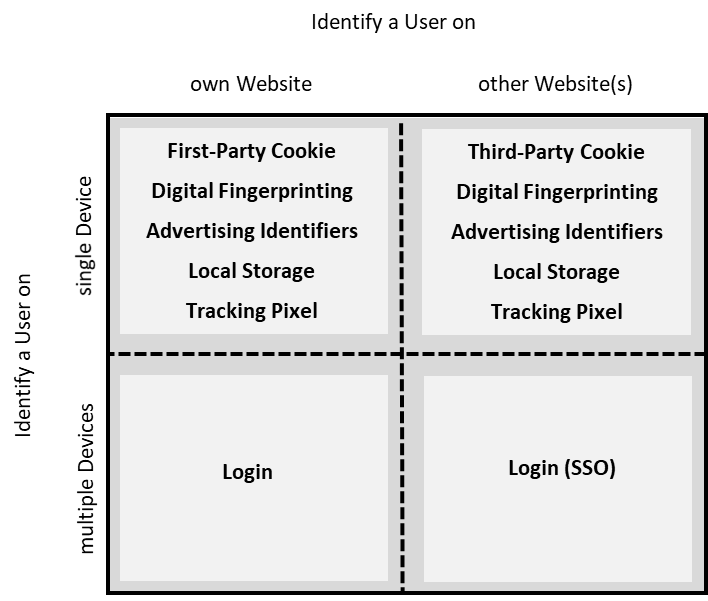 Identify a User on
own Website
other Website(s)
Identify a User on
single Device
First-Party Cookie
Digital Fingerprinting
Advertising Identifiers
Local Storage
Tracking Pixel
Third-Party Cookie
Digital Fingerprinting
Advertising Identifiers
Local Storage
Tracking Pixel
multiple Devices
Login
Login (SSO)